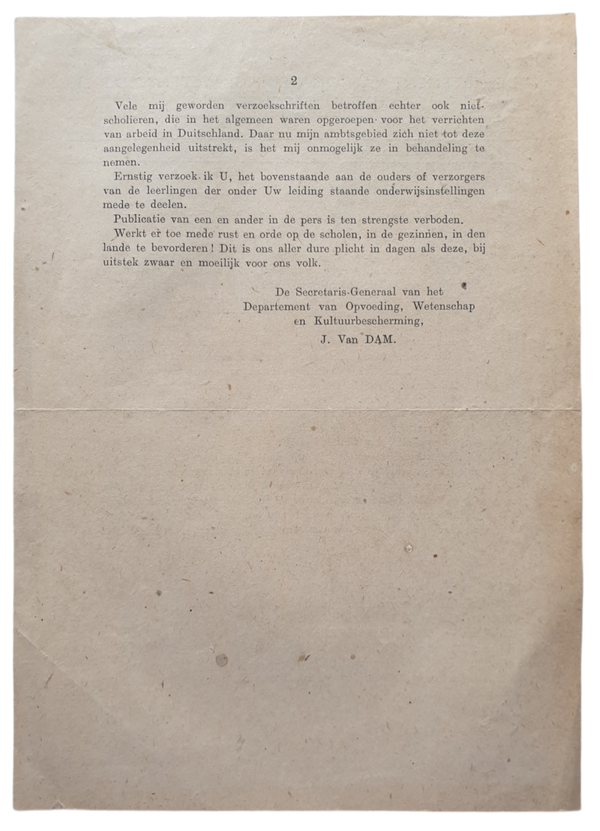 2
Vele mij geworden verzoekschriften betroffen echter ook niet-
scholieren, die in het algemeen waren opgeroepen voor het verrichten
van arbeid in Duitschland. Daar nu mijn ambtsgebied zich niet tot deze
aangelegenheid uitstrekt, is het mij onmogelijk ze in behandeling te
nemen.
Ernstig verzoek ik U, het bovenstaande aan de ouders of verzorgers
van de leerlingen der onder Uw leiding staande onderwijsinstellingen
mede te deelen.
Publicatie van een en ander in de pers is ten strengste verboden.
Werkt er toe mede rust en orde op de scholen, in de gezinnen, in den
lande te bevorderen! Dit is ons aller dure plicht in dagen als deze, bij
uitstek zwaar en moeilijk voor ons volk.
De Secretaris-Generaal van het
Departement van Opvoeding, Wetenschap
en Kultuurbescherming,
J. Van DAM.